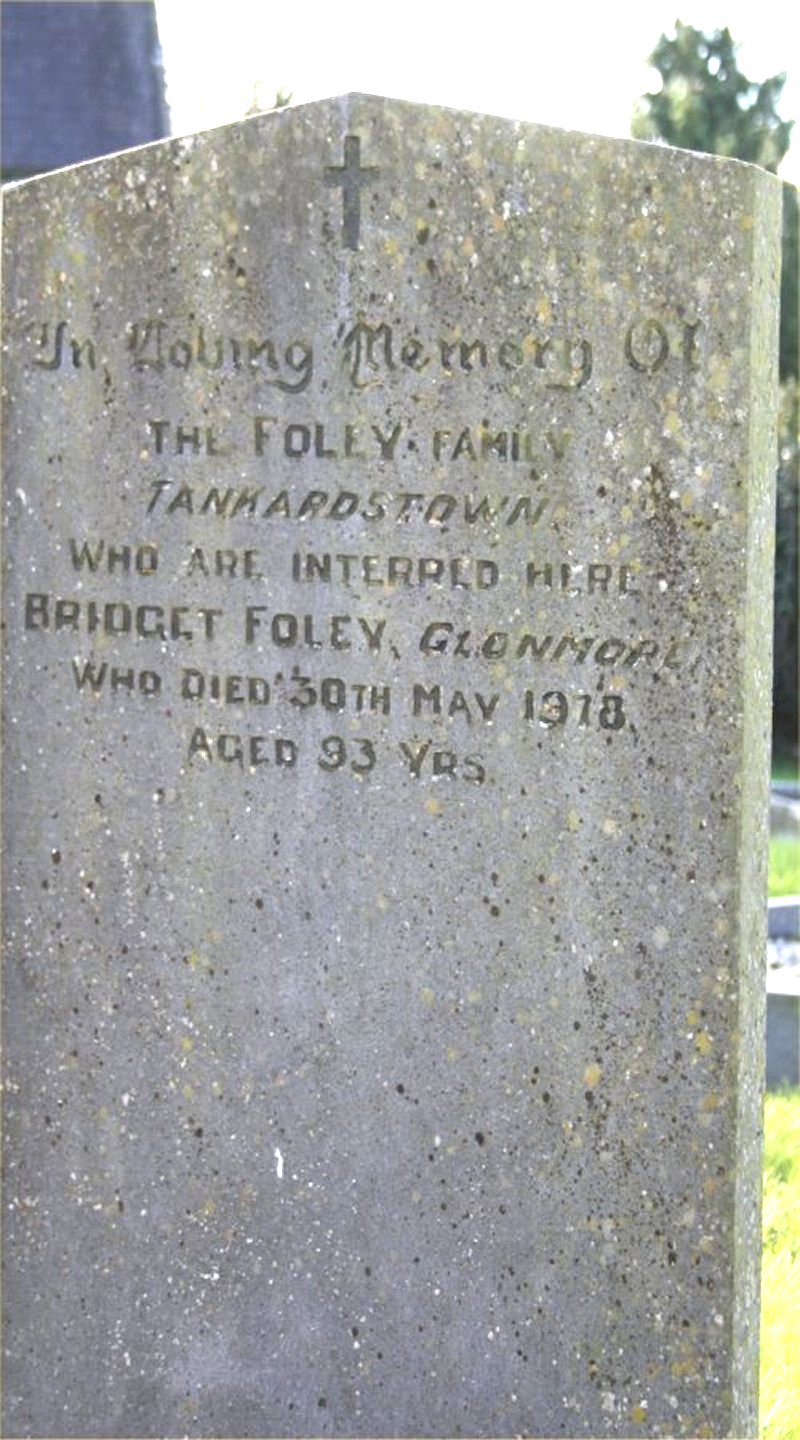 In Loving Memory Of
THE FOLEY FAMILY
TANKARDSTOWN
WHO ARE INTERRED HERE
BRIDGET FOLEY, GLENMORE,
WHO DIED 30TH MAY 1978,
AGED 93 YRS.